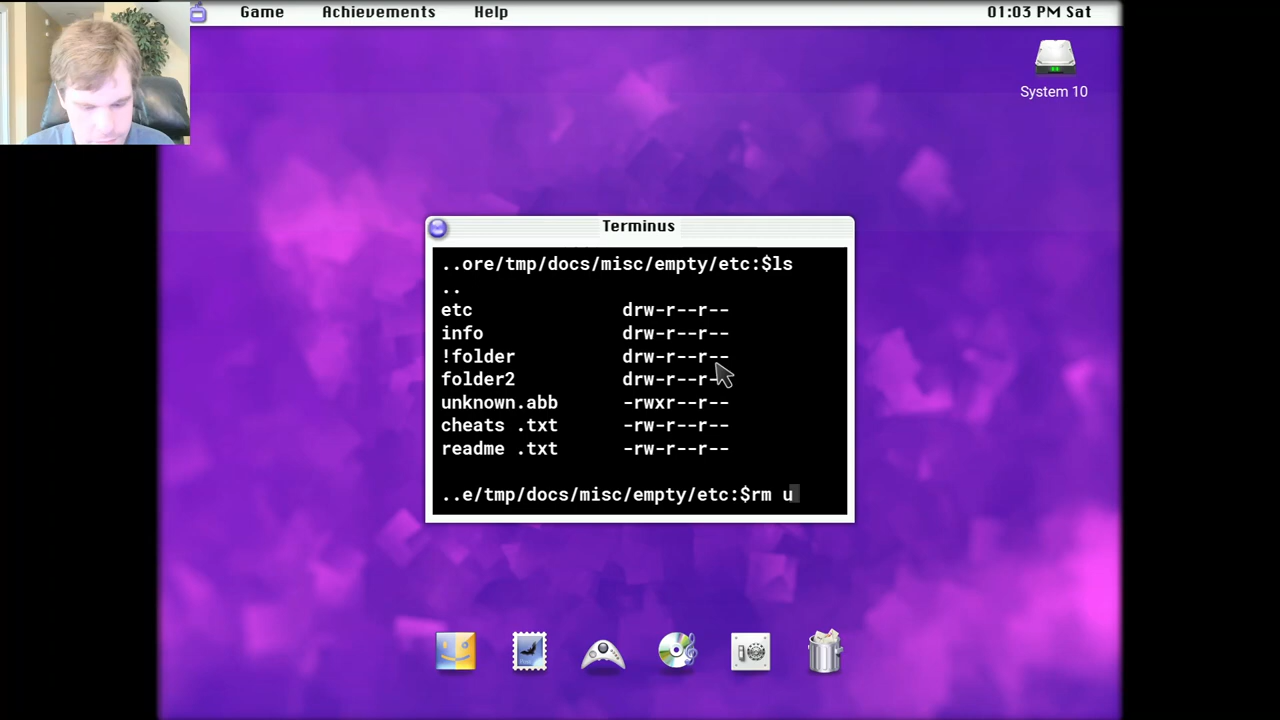 Game Achievements Help 01:03 PM Sat
System 10
Terminus
..ore/tmp/docs/misc/empty/etc:$ls
..
etc drw-r--r--
info drw-r--r--
!folder drw-r--r--
folder2 drw-r--r--
unknown.abb -rwxr--r--
cheats .txt -rw-r--r--
readme .txt -rw-r--r--
..e/tmp/docs/misc/empty/etc:$rm u